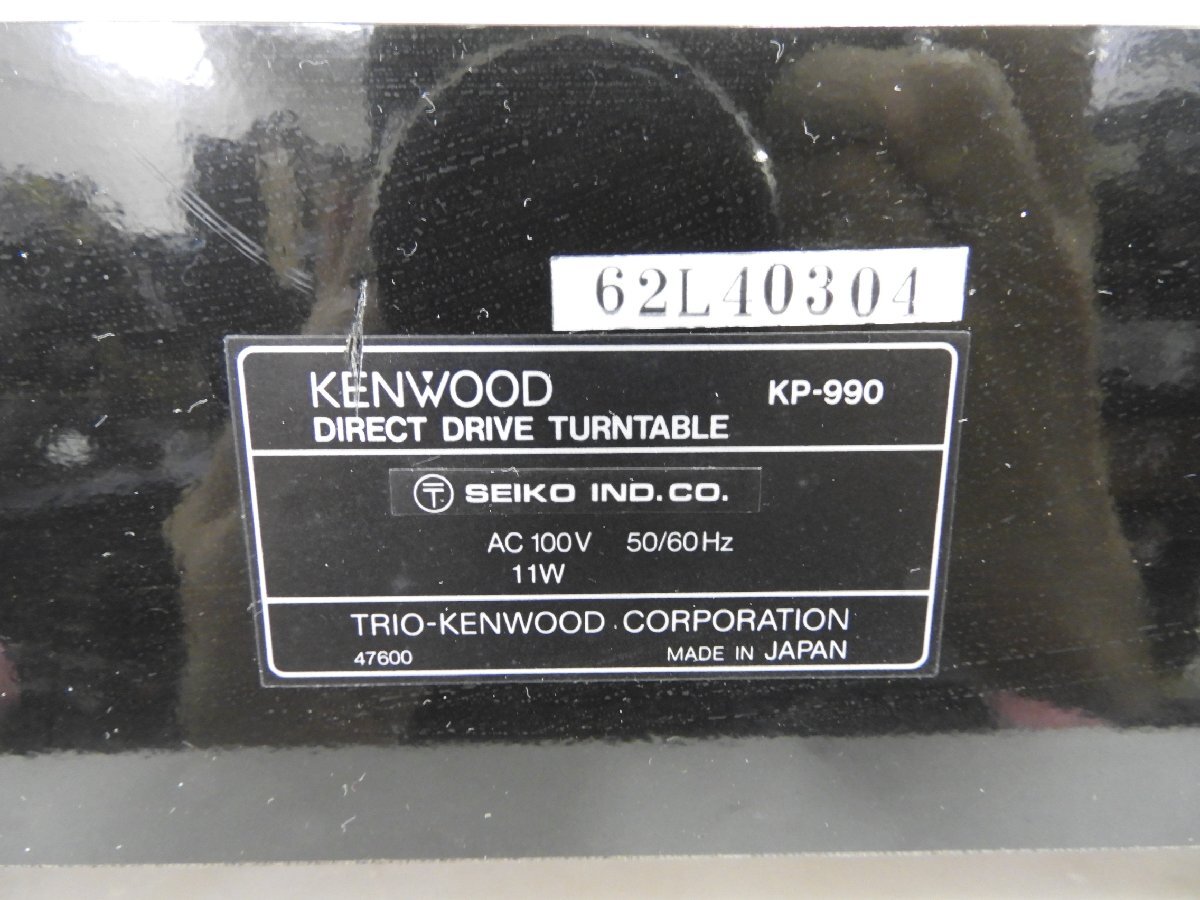 62L40304
KENWOOD KP-990
DIRECT DRIVE TURNTABLE
〒 SEIKO IND. CO.
AC 100V 50/60Hz
11W
TRIO-KENWOOD CORPORATION
47600 MADE IN JAPAN